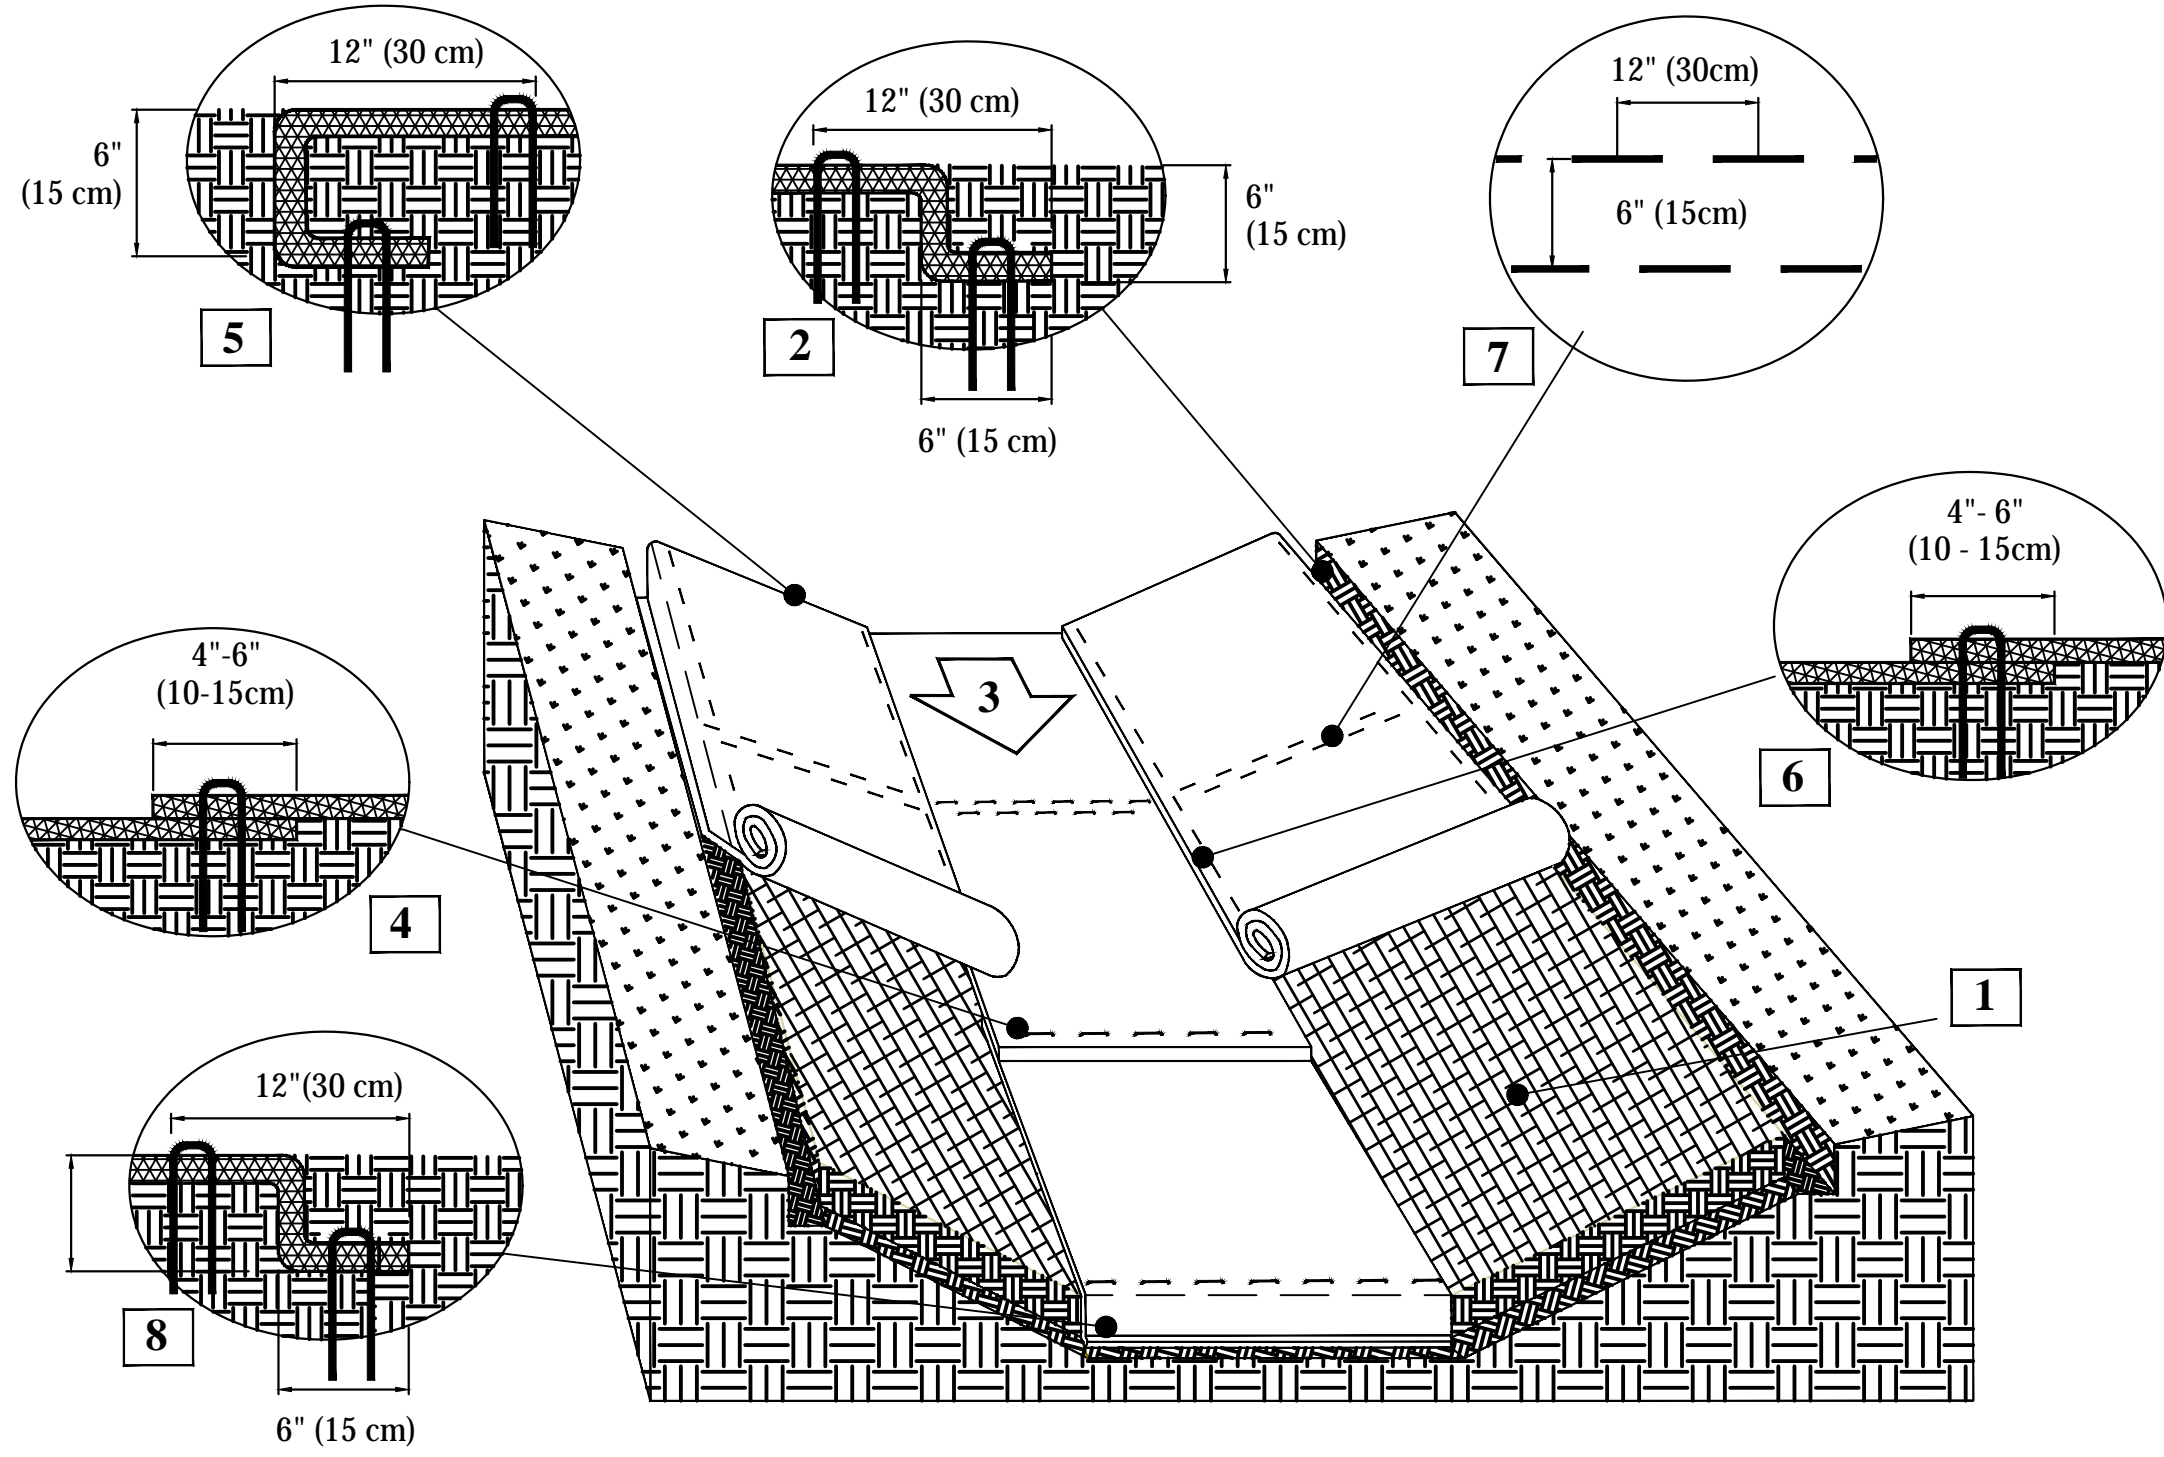 12" (30 cm)
6"
(15 cm)
5
12" (30 cm)
6"
(15 cm)
2
6" (15 cm)
12" (30cm)
6" (15cm)
7
4"- 6"
(10 - 15cm)
6
3
4"-6"
(10-15cm)
4
1
12"(30 cm)
8
6" (15 cm)